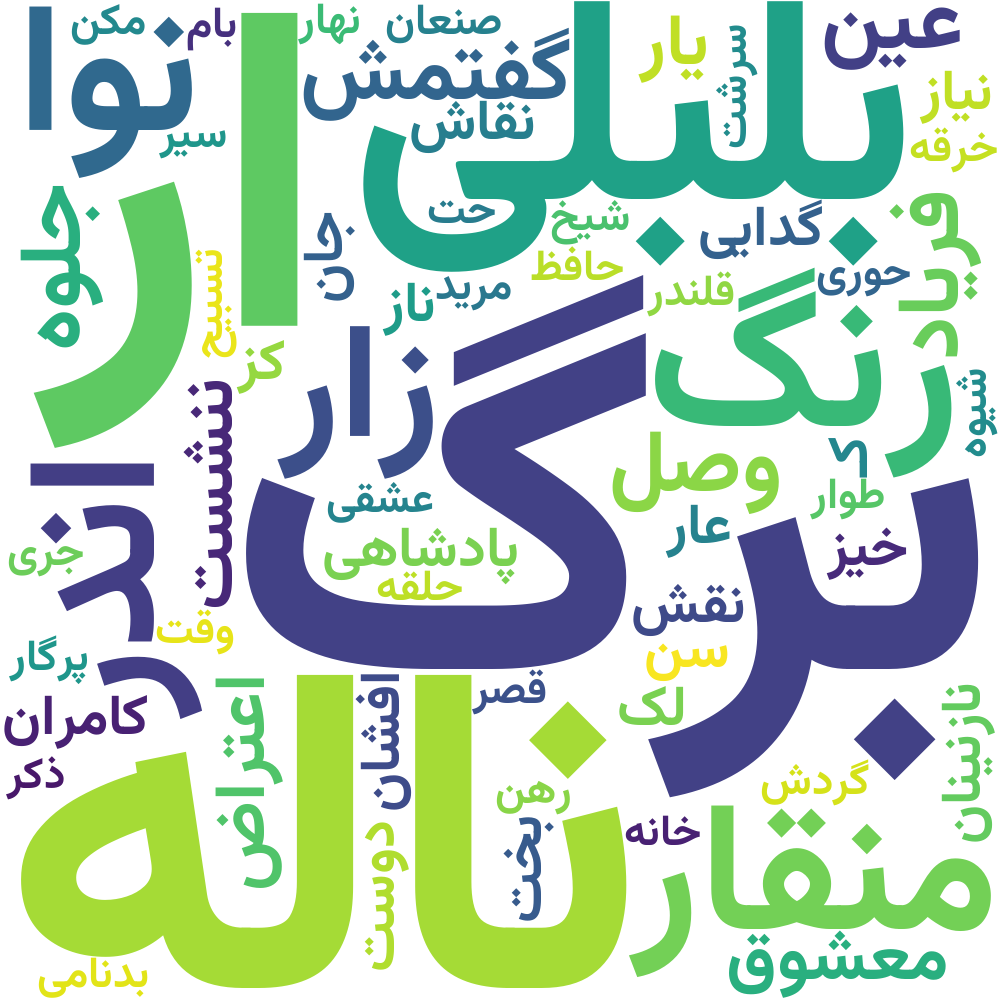 برگ
ناله
بلبلی
ان
رنگ
منقار
نوا
اندر
زار
گفتمش
نقاش
وصل
فریاد
جلوه
عین
یار
نیاز
خرقه
سرشت
صنعان
نهار
بام
مکن
سیر
حت
شیخ
حافظ
گدایی
حوری
قلندر
مرید
ناز
جان
تسبیح
کز
ننشست
عشقی
پادشاهی
حلقه
عار
ک
طوار
خیز
شیوه
نقش
سن
لک
قصر
جری
وقت
پرگار
کامران
ذکر
اعتراض
افشان
دوست
بخت
رهن
خانه
گردش
نازنینان
معشوق
بدنامی